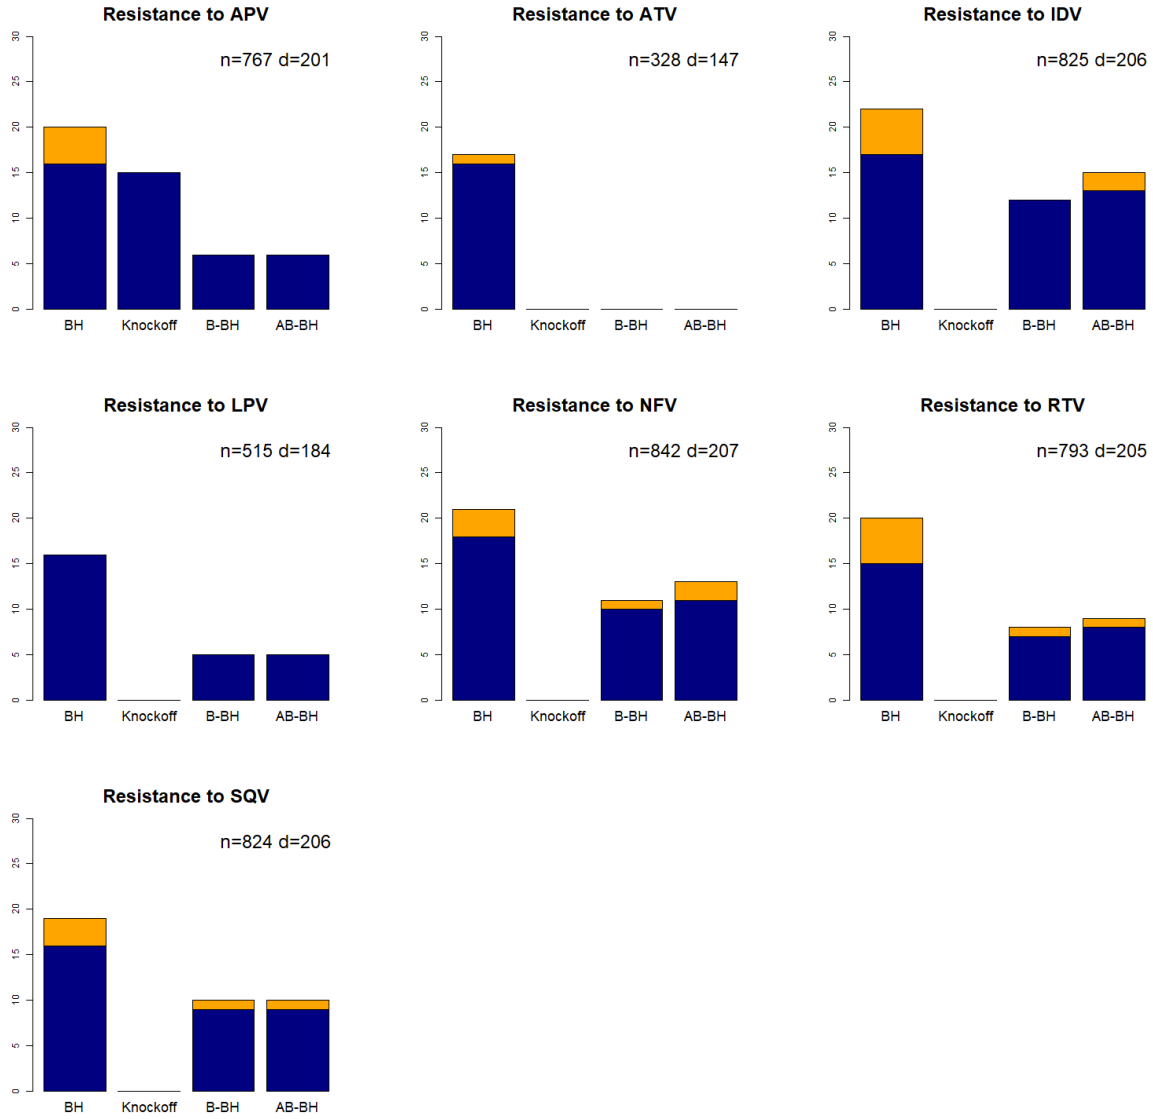 Resistance to APV
n=767 d=201
30
25
20
15
10
5
0
BH Knockoff B-BH AB-BH
Resistance to ATV
n=328 d=147
30
25
20
15
10
5
0
BH Knockoff B-BH AB-BH
Resistance to IDV
n=825 d=206
30
25
20
15
10
5
0
BH Knockoff B-BH AB-BH
Resistance to LPV
n=515 d=184
30
25
20
15
10
5
0
BH Knockoff B-BH AB-BH
Resistance to NFV
n=842 d=207
30
25
20
15
10
5
0
BH Knockoff B-BH AB-BH
Resistance to RTV
n=793 d=205
30
25
20
15
10
5
0
BH Knockoff B-BH AB-BH
Resistance to SQV
n=824 d=206
30
25
20
15
10
5
0
BH Knockoff B-BH AB-BH